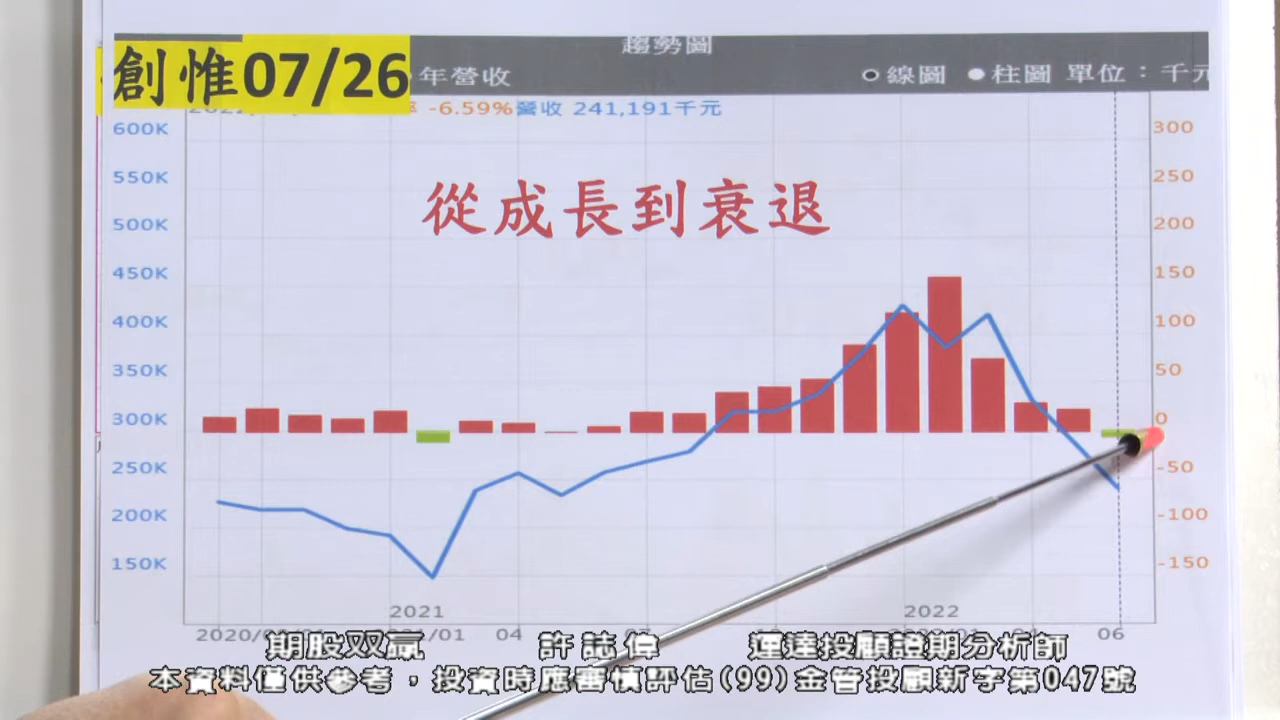 趨勢圖
創惟07/26 年營收 線圖 柱圖 單位：千元
-6.59% 營收 241,191千元
600K 300
550K 250
從成長到衰退
500K 200
450K 150
400K 100
350K 50
300K 0
250K -50
200K -100
150K -150
2021 2022
04 06
期股双贏 許誌偉 運達投顧證期分析師
本資料僅供參考，投資時應審慎評估(99)金管投顧新字第047號